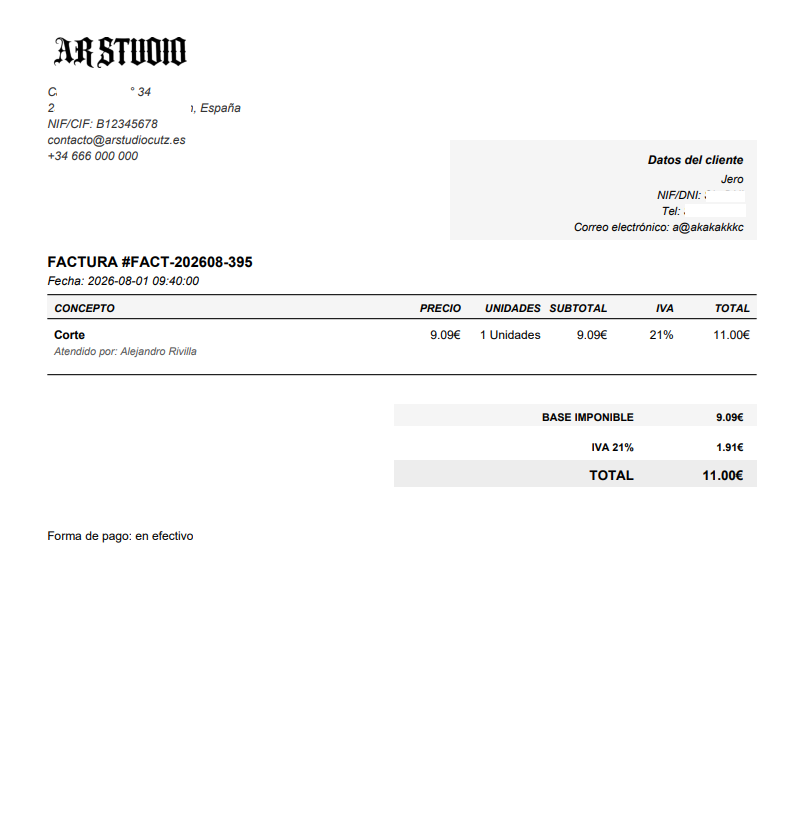 AR STUDIO
° 34
2 , España
NIF/CIF: B12345678
contacto@arstudiocutz.es
+34 666 000 000
Datos del cliente
Jero
NIF/DNI:
Tel:
Correo electrónico: a@akakakkkc
FACTURA #FACT-202608-395
Fecha: 2026-08-01 09:40:00
CONCEPTO PRECIO UNIDADES SUBTOTAL IVA TOTAL
Corte 9.09€ 1 Unidades 9.09€ 21% 11.00€
Atendido por: Alejandro Rivilla
BASE IMPONIBLE 9.09€
IVA 21% 1.91€
TOTAL 11.00€
Forma de pago: en efectivo